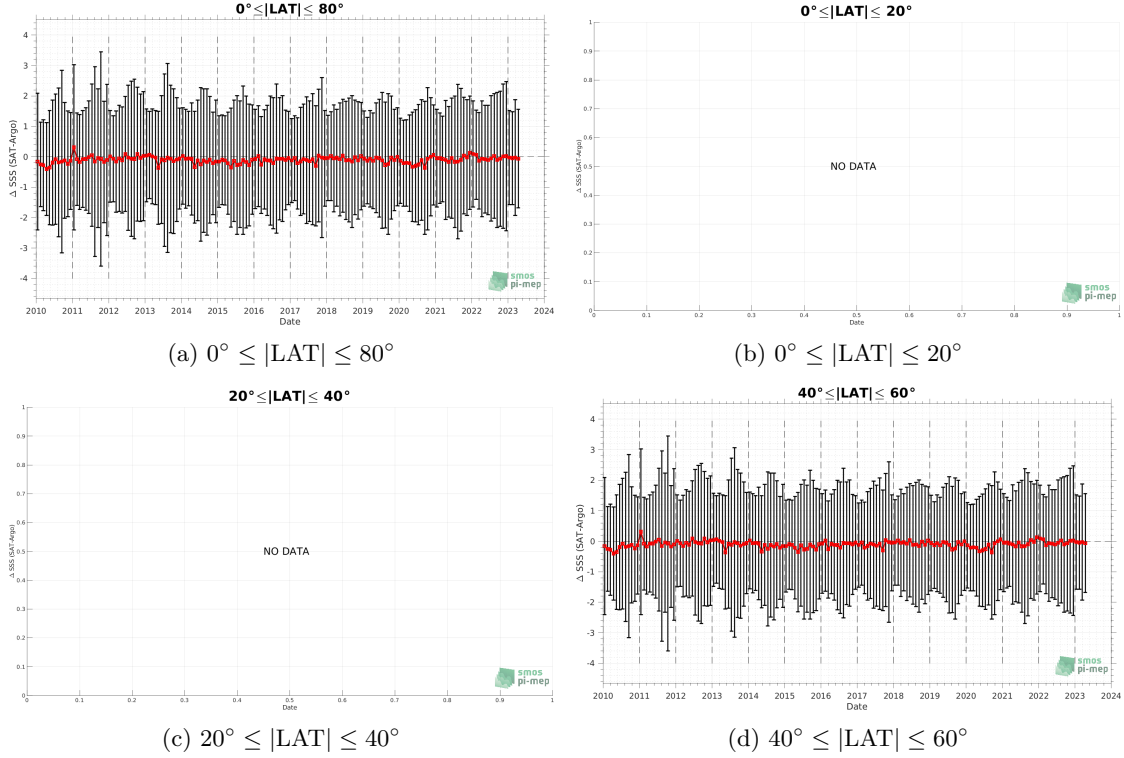 0°≤|LAT|≤ 80°
4
3
2
1
0
-1
-2
-3
-4
Δ SSS (SAT-Argo)
2010 2011 2012 2013 2014 2015 2016 2017 2018 2019 2020 2021 2022 2023 2024
Date
smos
pi-mep
(a) 0° ≤ |LAT| ≤ 80°
0°≤|LAT|≤ 20°
1
0.9
0.8
0.7
0.6
0.5
0.4
0.3
0.2
0.1
0
Δ SSS (SAT-Argo)
NO DATA
0 0.1 0.2 0.3 0.4 0.5 0.6 0.7 0.8 0.9 1
Date
smos
pi-mep
(b) 0° ≤ |LAT| ≤ 20°
20°≤|LAT|≤ 40°
1
0.9
0.8
0.7
0.6
0.5
0.4
0.3
0.2
0.1
0
Δ SSS (SAT-Argo)
NO DATA
0 0.1 0.2 0.3 0.4 0.5 0.6 0.7 0.8 0.9 1
Date
smos
pi-mep
(c) 20° ≤ |LAT| ≤ 40°
40°≤|LAT|≤ 60°
4
3
2
1
0
-1
-2
-3
-4
Δ SSS (SAT-Argo)
2010 2011 2012 2013 2014 2015 2016 2017 2018 2019 2020 2021 2022 2023 2024
Date
smos
pi-mep
(d) 40° ≤ |LAT| ≤ 60°